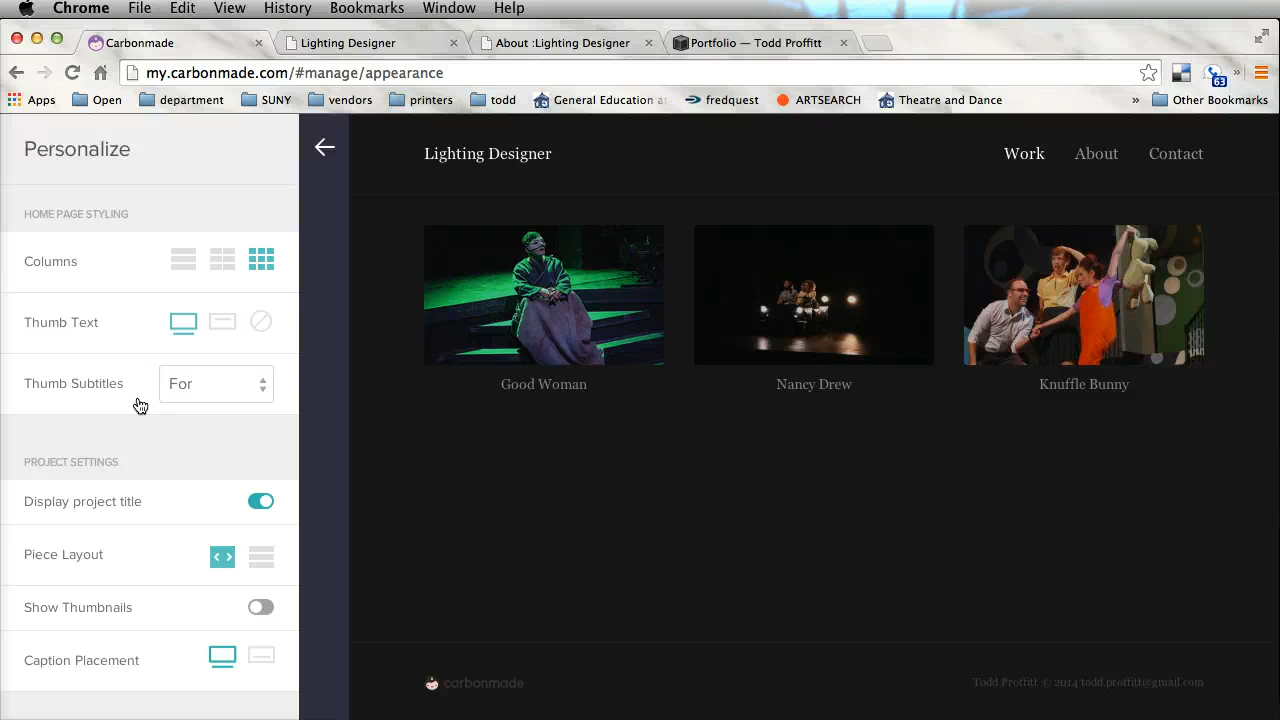 Chrome File Edit View History Bookmarks Window Help
Carbonmade Lighting Designer About :Lighting Designer Portfolio — Todd Proffitt
my.carbonmade.com/#manage/appearance
63 »
Apps Open department SUNY vendors printers todd General Education a fredquest ARTSEARCH Theatre and Dance » Other Bookmarks
Personalize
Lighting Designer Work About Contact
HOME PAGE STYLING
Columns
Thumb Text
Thumb Subtitles For
Good Woman Nancy Drew Knuffle Bunny
PROJECT SETTINGS
Display project title
Piece Layout
Show Thumbnails
Caption Placement
carbonmade Todd Proffitt © 2014 todd.proffitt@gmail.com